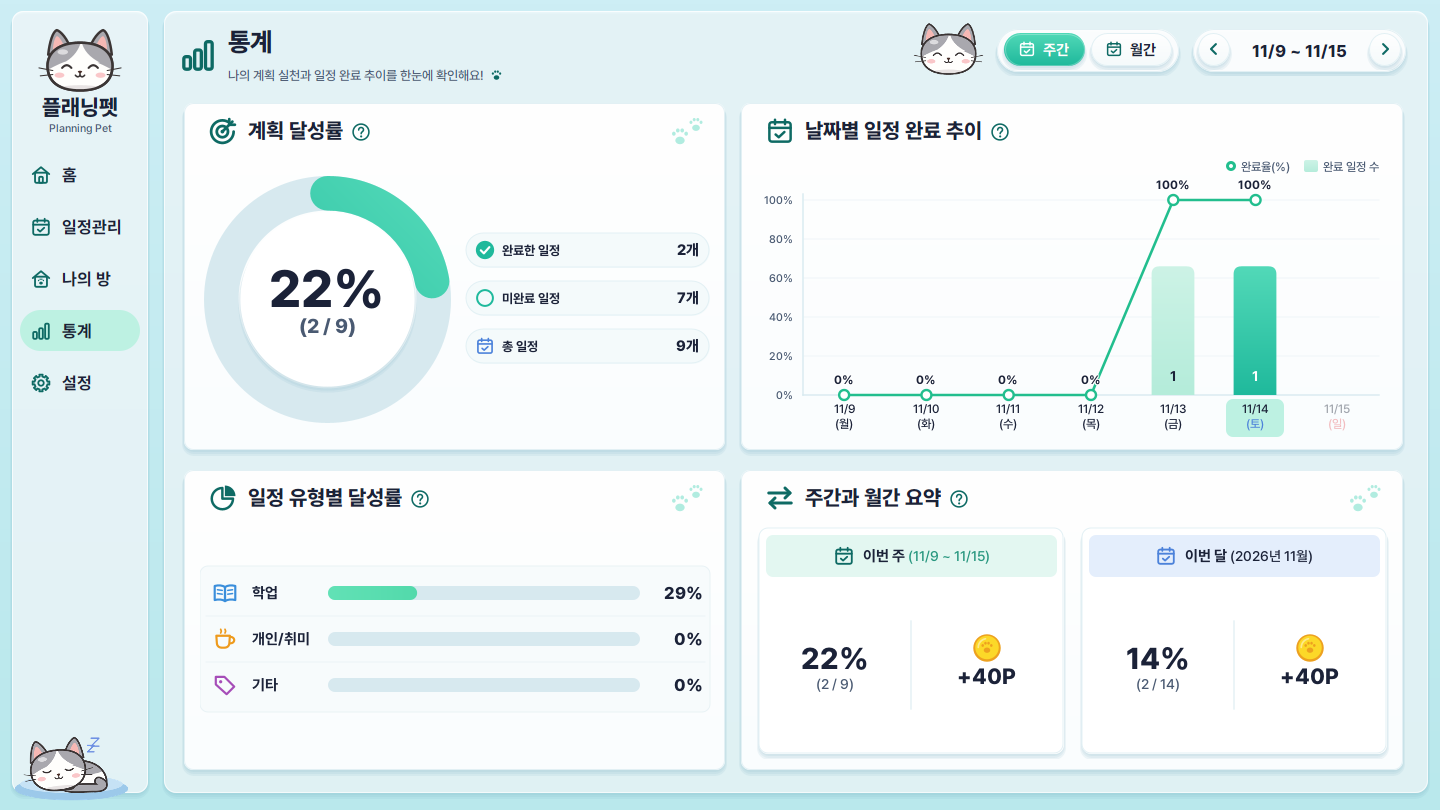 플래닝펫
Planning Pet
홈
일정관리
나의 방
통계
설정
Z
통계
나의 계획 실천과 일정 완료 추이를 한눈에 확인해요!
주간
월간
11/9 ~ 11/15
계획 달성률 ?
22%
(2 / 9)
완료한 일정 2개
미완료 일정 7개
총 일정 9개
날짜별 일정 완료 추이 ?
완료율(%) 완료 일정 수
100%
80%
60%
40%
20%
0%
0% 0% 0% 0% 100% 100%
1 1
11/9 11/10 11/11 11/12 11/13 11/14 11/15
(월) (화) (수) (목) (금) (토) (일)
일정 유형별 달성률 ?
학업 29%
개인/취미 0%
기타 0%
주간과 월간 요약 ?
이번 주 (11/9 ~ 11/15)
22%
(2 / 9)
+40P
이번 달 (2026년 11월)
14%
(2 / 14)
+40P